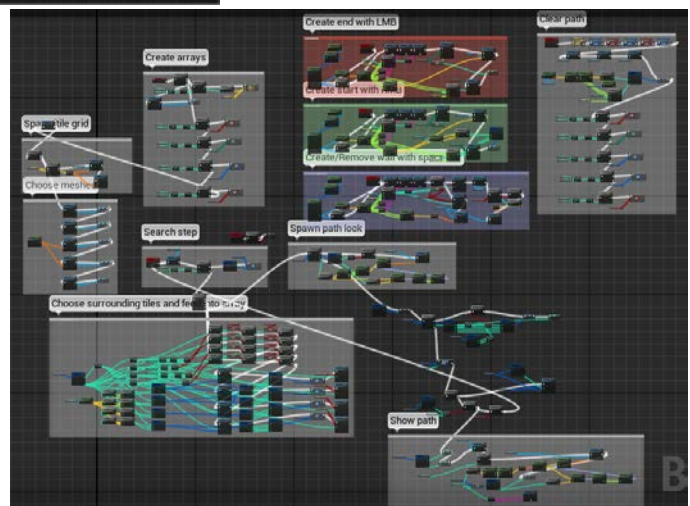 Create end with LMB
Clear path
Create arrays
Create start with RMB
Spawn tile grid
Create/Remove wall with space
Choose meshes
Search step
Spawn path look
Choose surrounding tiles and feed into array
Show path
B